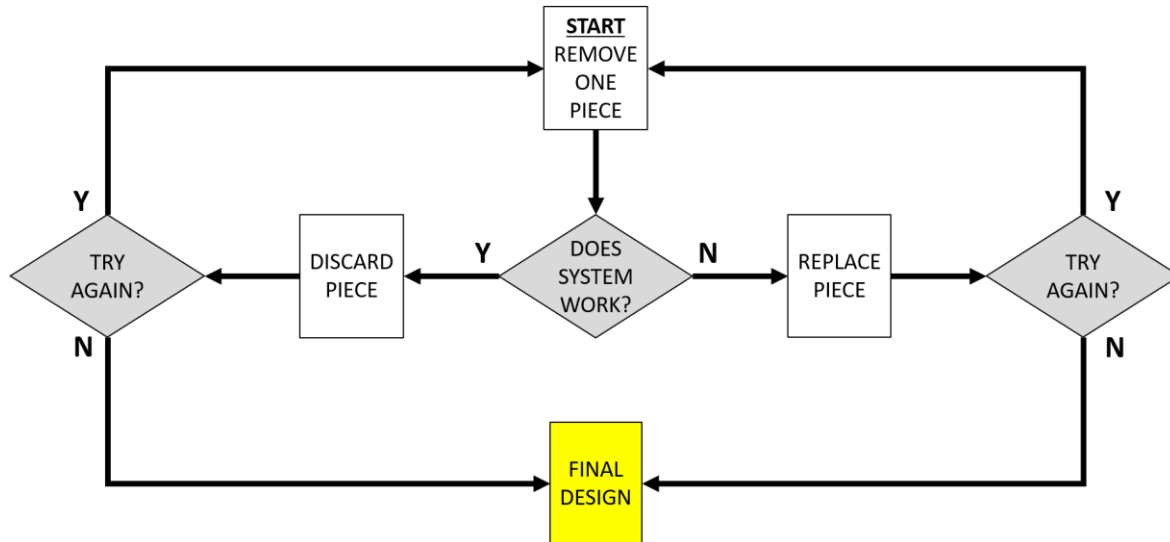 START
REMOVE
ONE
PIECE
Y
TRY
AGAIN?
N
DISCARD
PIECE
Y
DOES
SYSTEM
WORK?
N
REPLACE
PIECE
Y
TRY
AGAIN?
N
FINAL
DESIGN